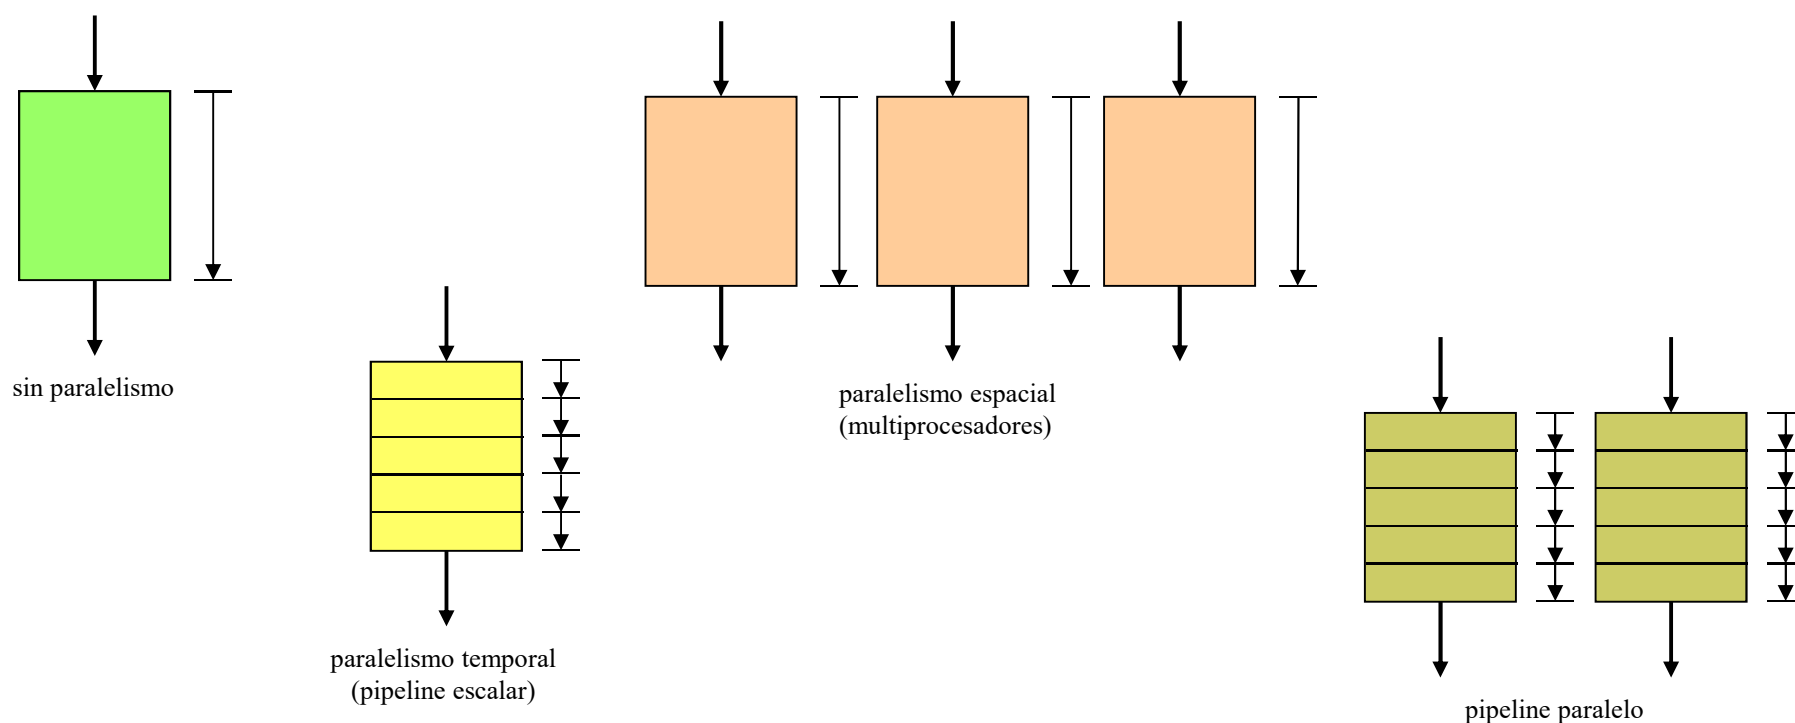 sin paralelismo
paralelismo temporal
(pipeline escalar)
paralelismo espacial
(multiprocesadores)
pipeline paralelo